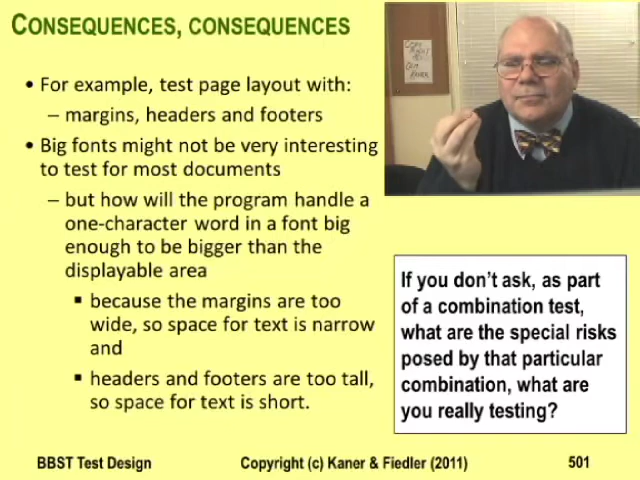 CONSEQUENCES, CONSEQUENCES
• For example, test page layout with:
– margins, headers and footers
• Big fonts might not be very interesting
to test for most documents
– but how will the program handle a
one-character word in a font big
enough to be bigger than the
displayable area
▪ because the margins are too
wide, so space for text is narrow
and
▪ headers and footers are too tall,
so space for text is short.
If you don't ask, as part
of a combination test,
what are the special risks
posed by that particular
combination, what are
you really testing?
BBST Test Design
Copyright (c) Kaner & Fiedler (2011)
501